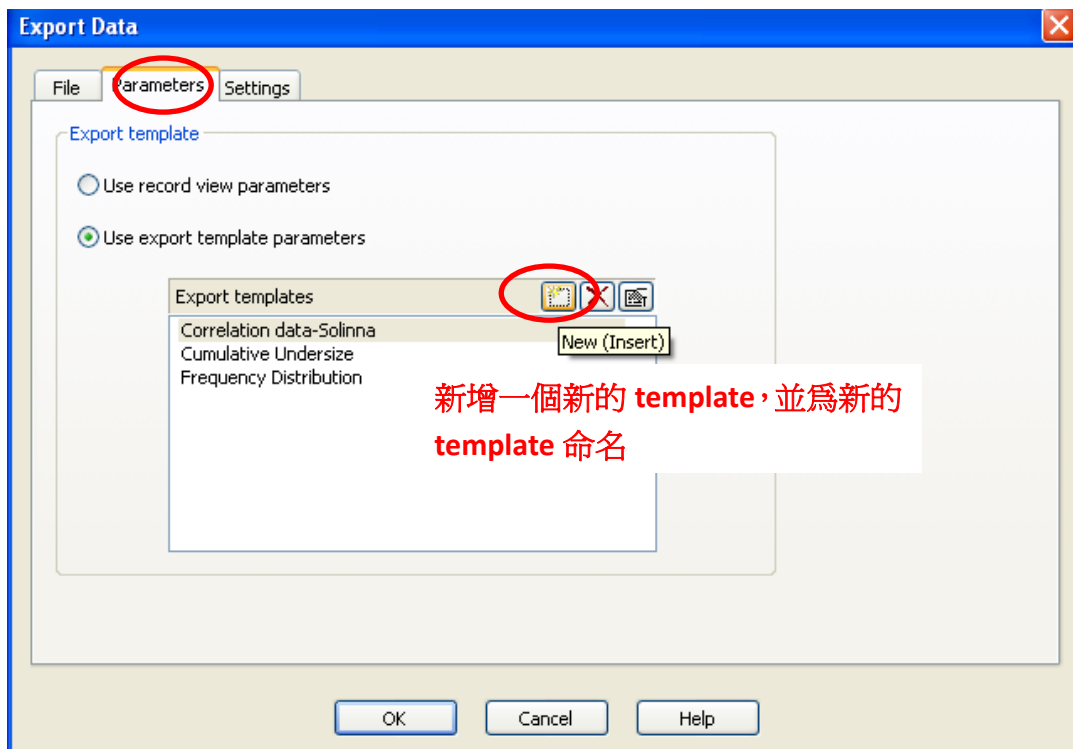 Export Data
File Parameters Settings
Export template
Use record view parameters
Use export template parameters
Export templates
New (Insert)
Correlation data-Solinna
Cumulative Undersize
Frequency Distribution
新增一個新的 template，並爲新的
template 命名
OK Cancel Help